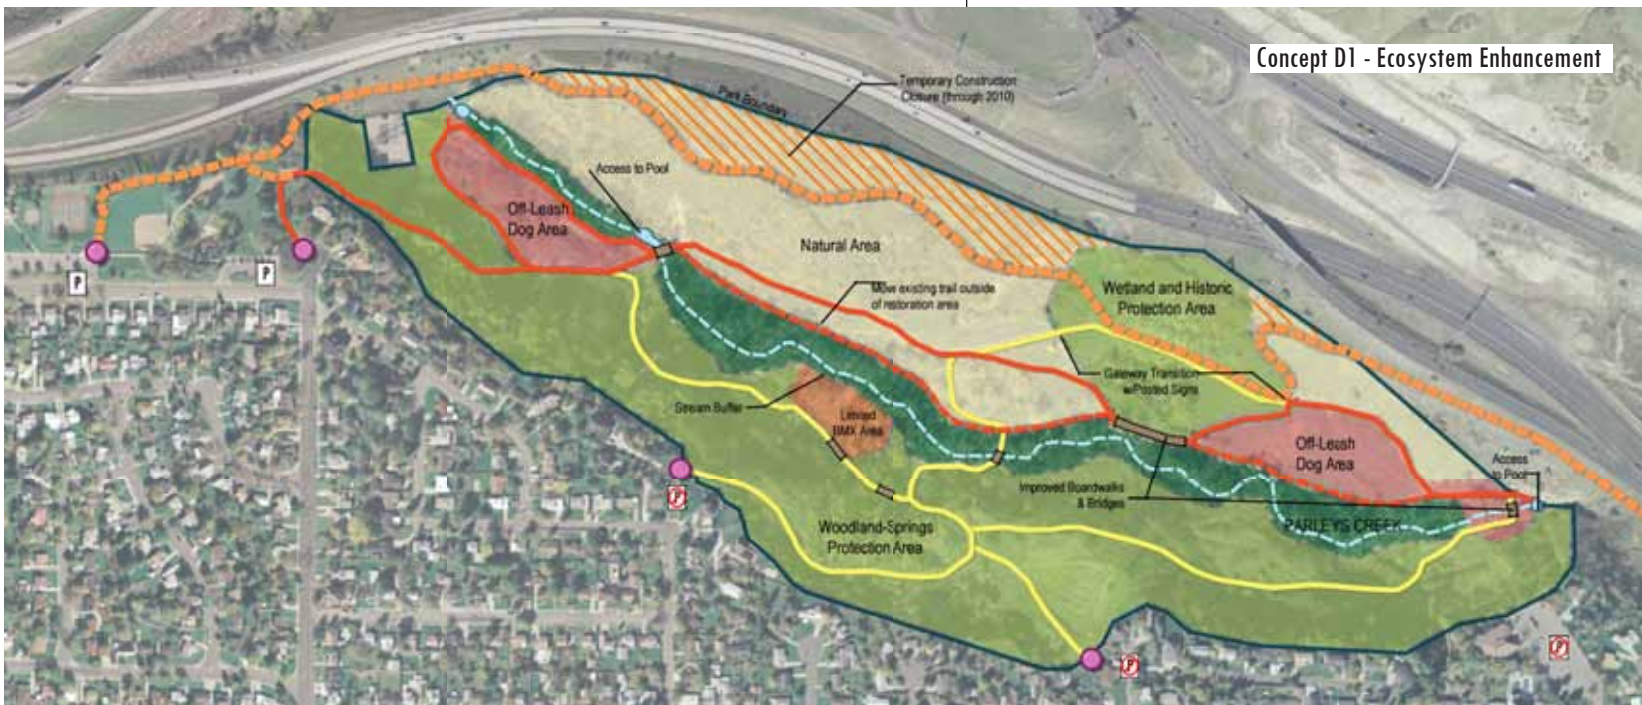 Concept D1 - Ecosystem Enhancement
Temporary Construction
Closure (through 2010)
Park Boundary
Access to Pool
Off-Leash
Dog Area
Natural Area
Wetland and Historic
Protection Area
Move existing trail outside
of restoration area
Gateway Transition
w/Posted Signs
Stream Buffer
Limited
BMX Area
Off-Leash
Dog Area
Access
to Pool
Improved Boardwalks
& Bridges
PARLEYS CREEK
Woodland-Springs
Protection Area
P
P
P
P
P